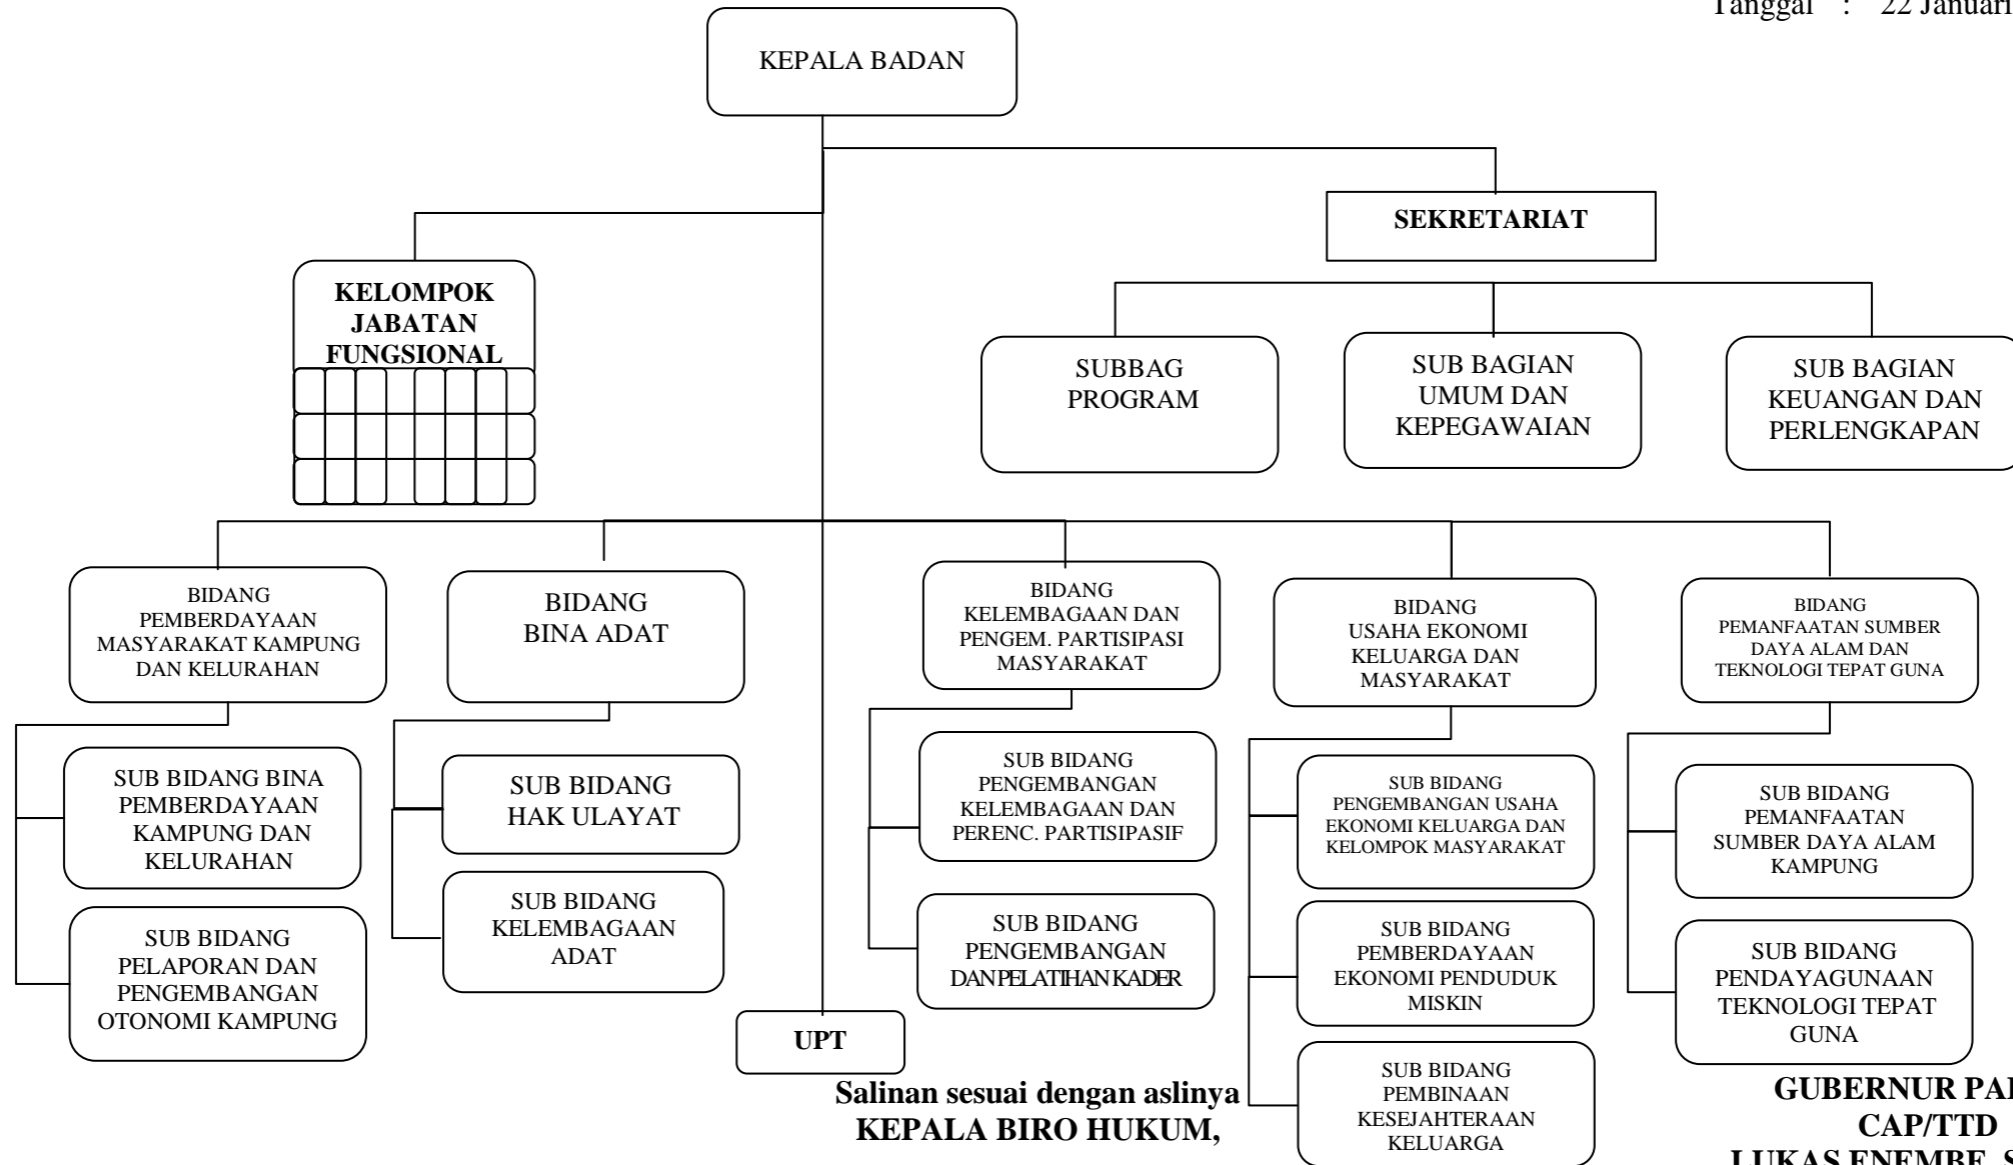 Tanggal : 22 Januari
KEPALA BADAN
SEKRETARIAT
KELOMPOK
JABATAN
FUNGSIONAL
SUBBAG
PROGRAM
SUB BAGIAN
UMUM DAN
KEPEGAWAIAN
SUB BAGIAN
KEUANGAN DAN
PERLENGKAPAN
BIDANG
PEMBERDAYAAN
MASYARAKAT KAMPUNG
DAN KELURAHAN
BIDANG
BINA ADAT
BIDANG
KELEMBAGAAN DAN
PENGEM. PARTISIPASI
MASYARAKAT
BIDANG
USAHA EKONOMI
KELUARGA DAN
MASYARAKAT
BIDANG
PEMANFAATAN SUMBER
DAYA ALAM DAN
TEKNOLOGI TEPAT GUNA
SUB BIDANG BINA
PEMBERDAYAAN
KAMPUNG DAN
KELURAHAN
SUB BIDANG
HAK ULAYAT
SUB BIDANG
PENGEMBANGAN
KELEMBAGAAN DAN
PERENC. PARTISIPASIF
SUB BIDANG
PENGEMBANGAN USAHA
EKONOMI KELUARGA DAN
KELOMPOK MASYARAKAT
SUB BIDANG
PEMANFAATAN
SUMBER DAYA ALAM
KAMPUNG
SUB BIDANG
PELAPORAN DAN
PENGEMBANGAN
OTONOMI KAMPUNG
SUB BIDANG
KELEMBAGAAN
ADAT
SUB BIDANG
PENGEMBANGAN
DAN PELATIHAN KADER
SUB BIDANG
PEMBERDAYAAN
EKONOMI PENDUDUK
MISKIN
SUB BIDANG
PENDAYAGUNAAN
TEKNOLOGI TEPAT
GUNA
UPT
SUB BIDANG
PEMBINAAN
KESEJAHTERAAN
KELUARGA
Salinan sesuai dengan aslinya
KEPALA BIRO HUKUM,
GUBERNUR
CAP/TTD
LUKAS ENEMBE,